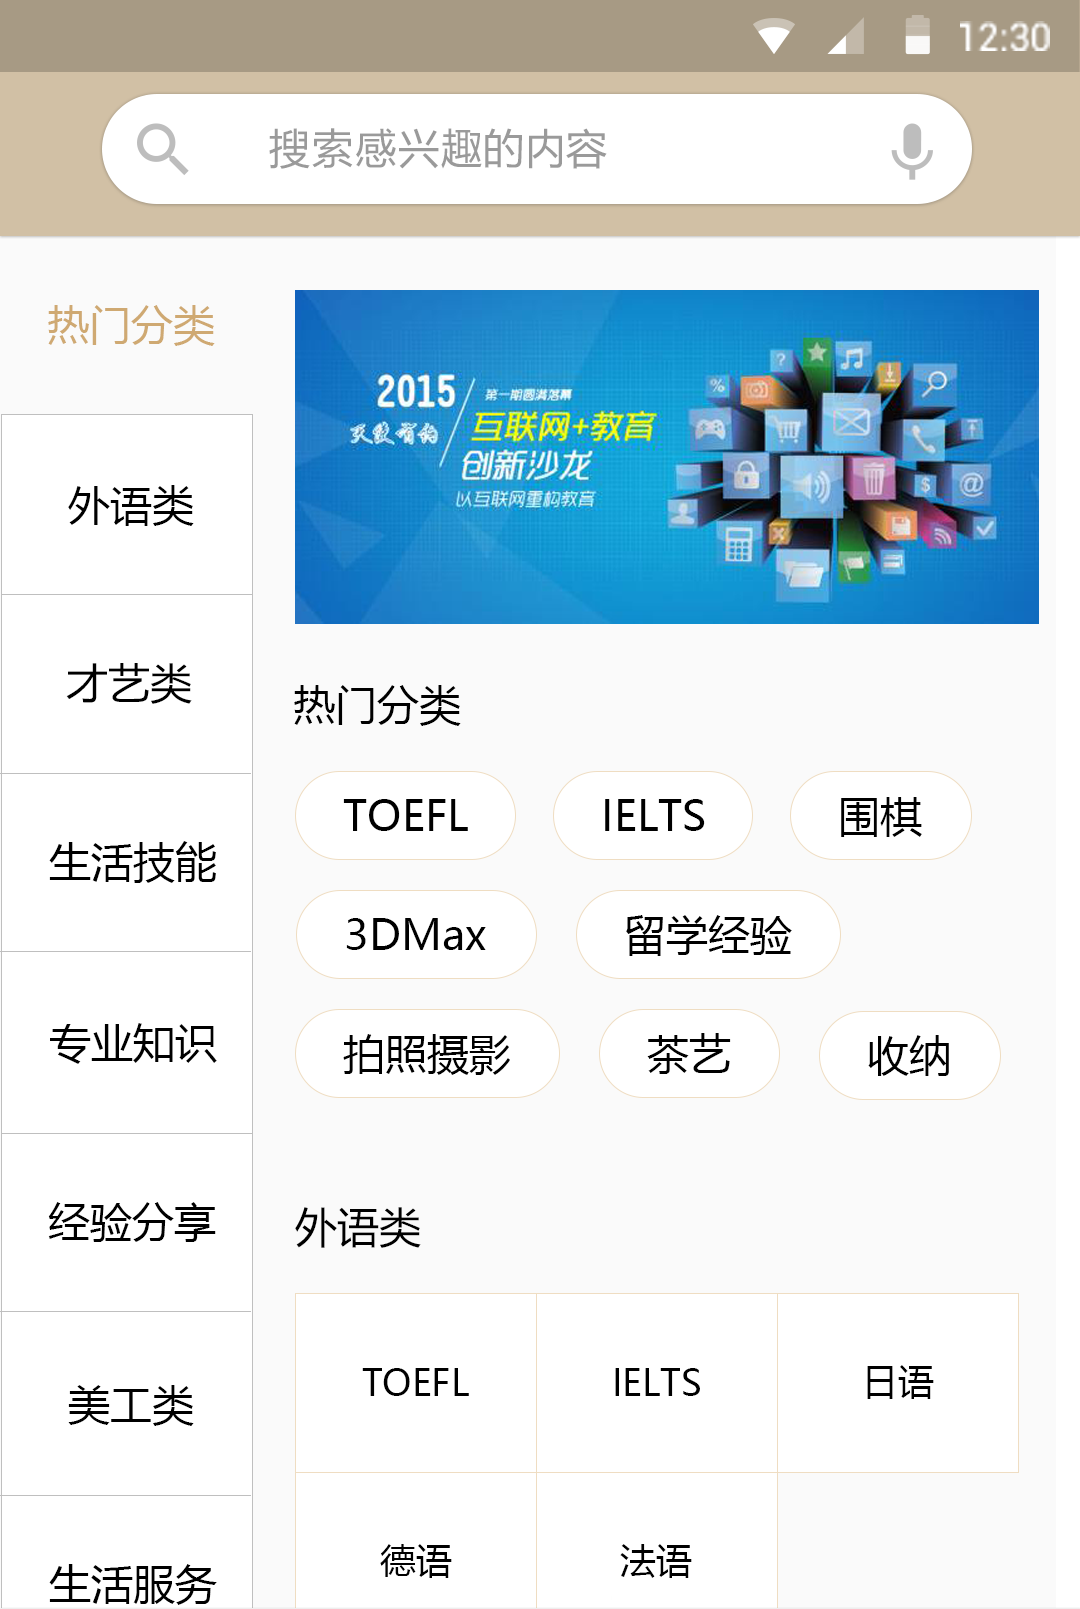 12:30
搜索感兴趣的内容
热门分类
外语类
才艺类
生活技能
专业知识
经验分享
美工类
生活服务
2015
天使有约
第一期圆满落幕
互联网+教育
创新沙龙
以互联网重构教育
热门分类
TOEFL IELTS 围棋
3DMax 留学经验
拍照摄影 茶艺 收纳
外语类
TOEFL IELTS 日语
德语 法语